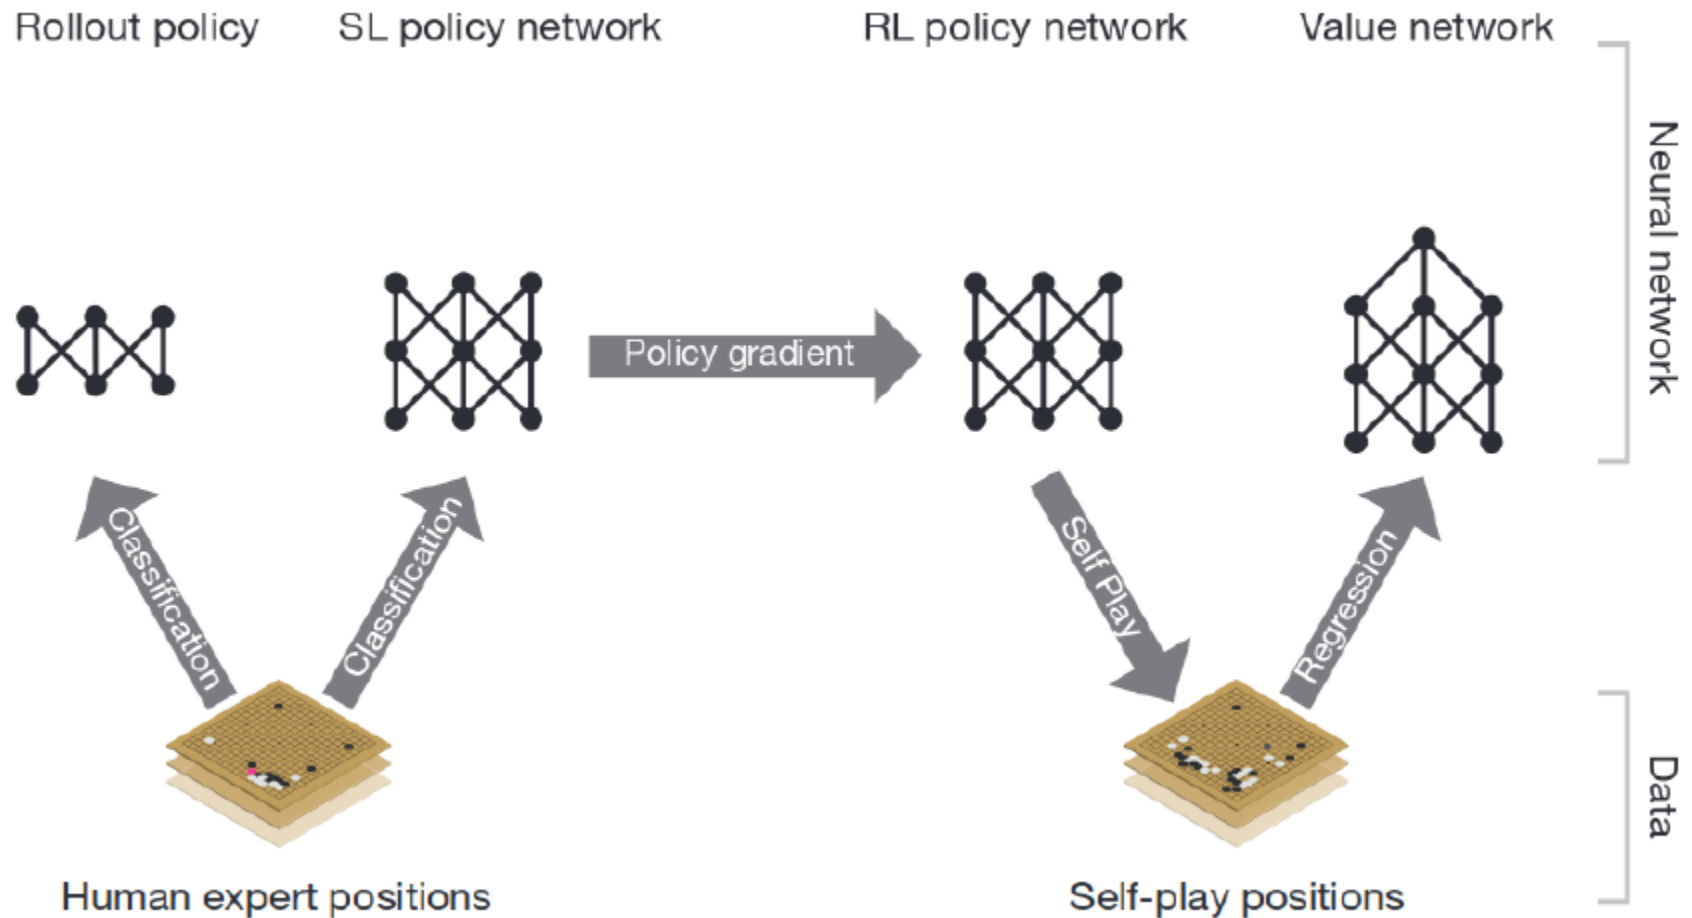 Rollout policy
SL policy network
RL policy network
Value network
Neural network
Policy gradient
Classification
Classification
Self Play
Regression
Data
Human expert positions
Self-play positions